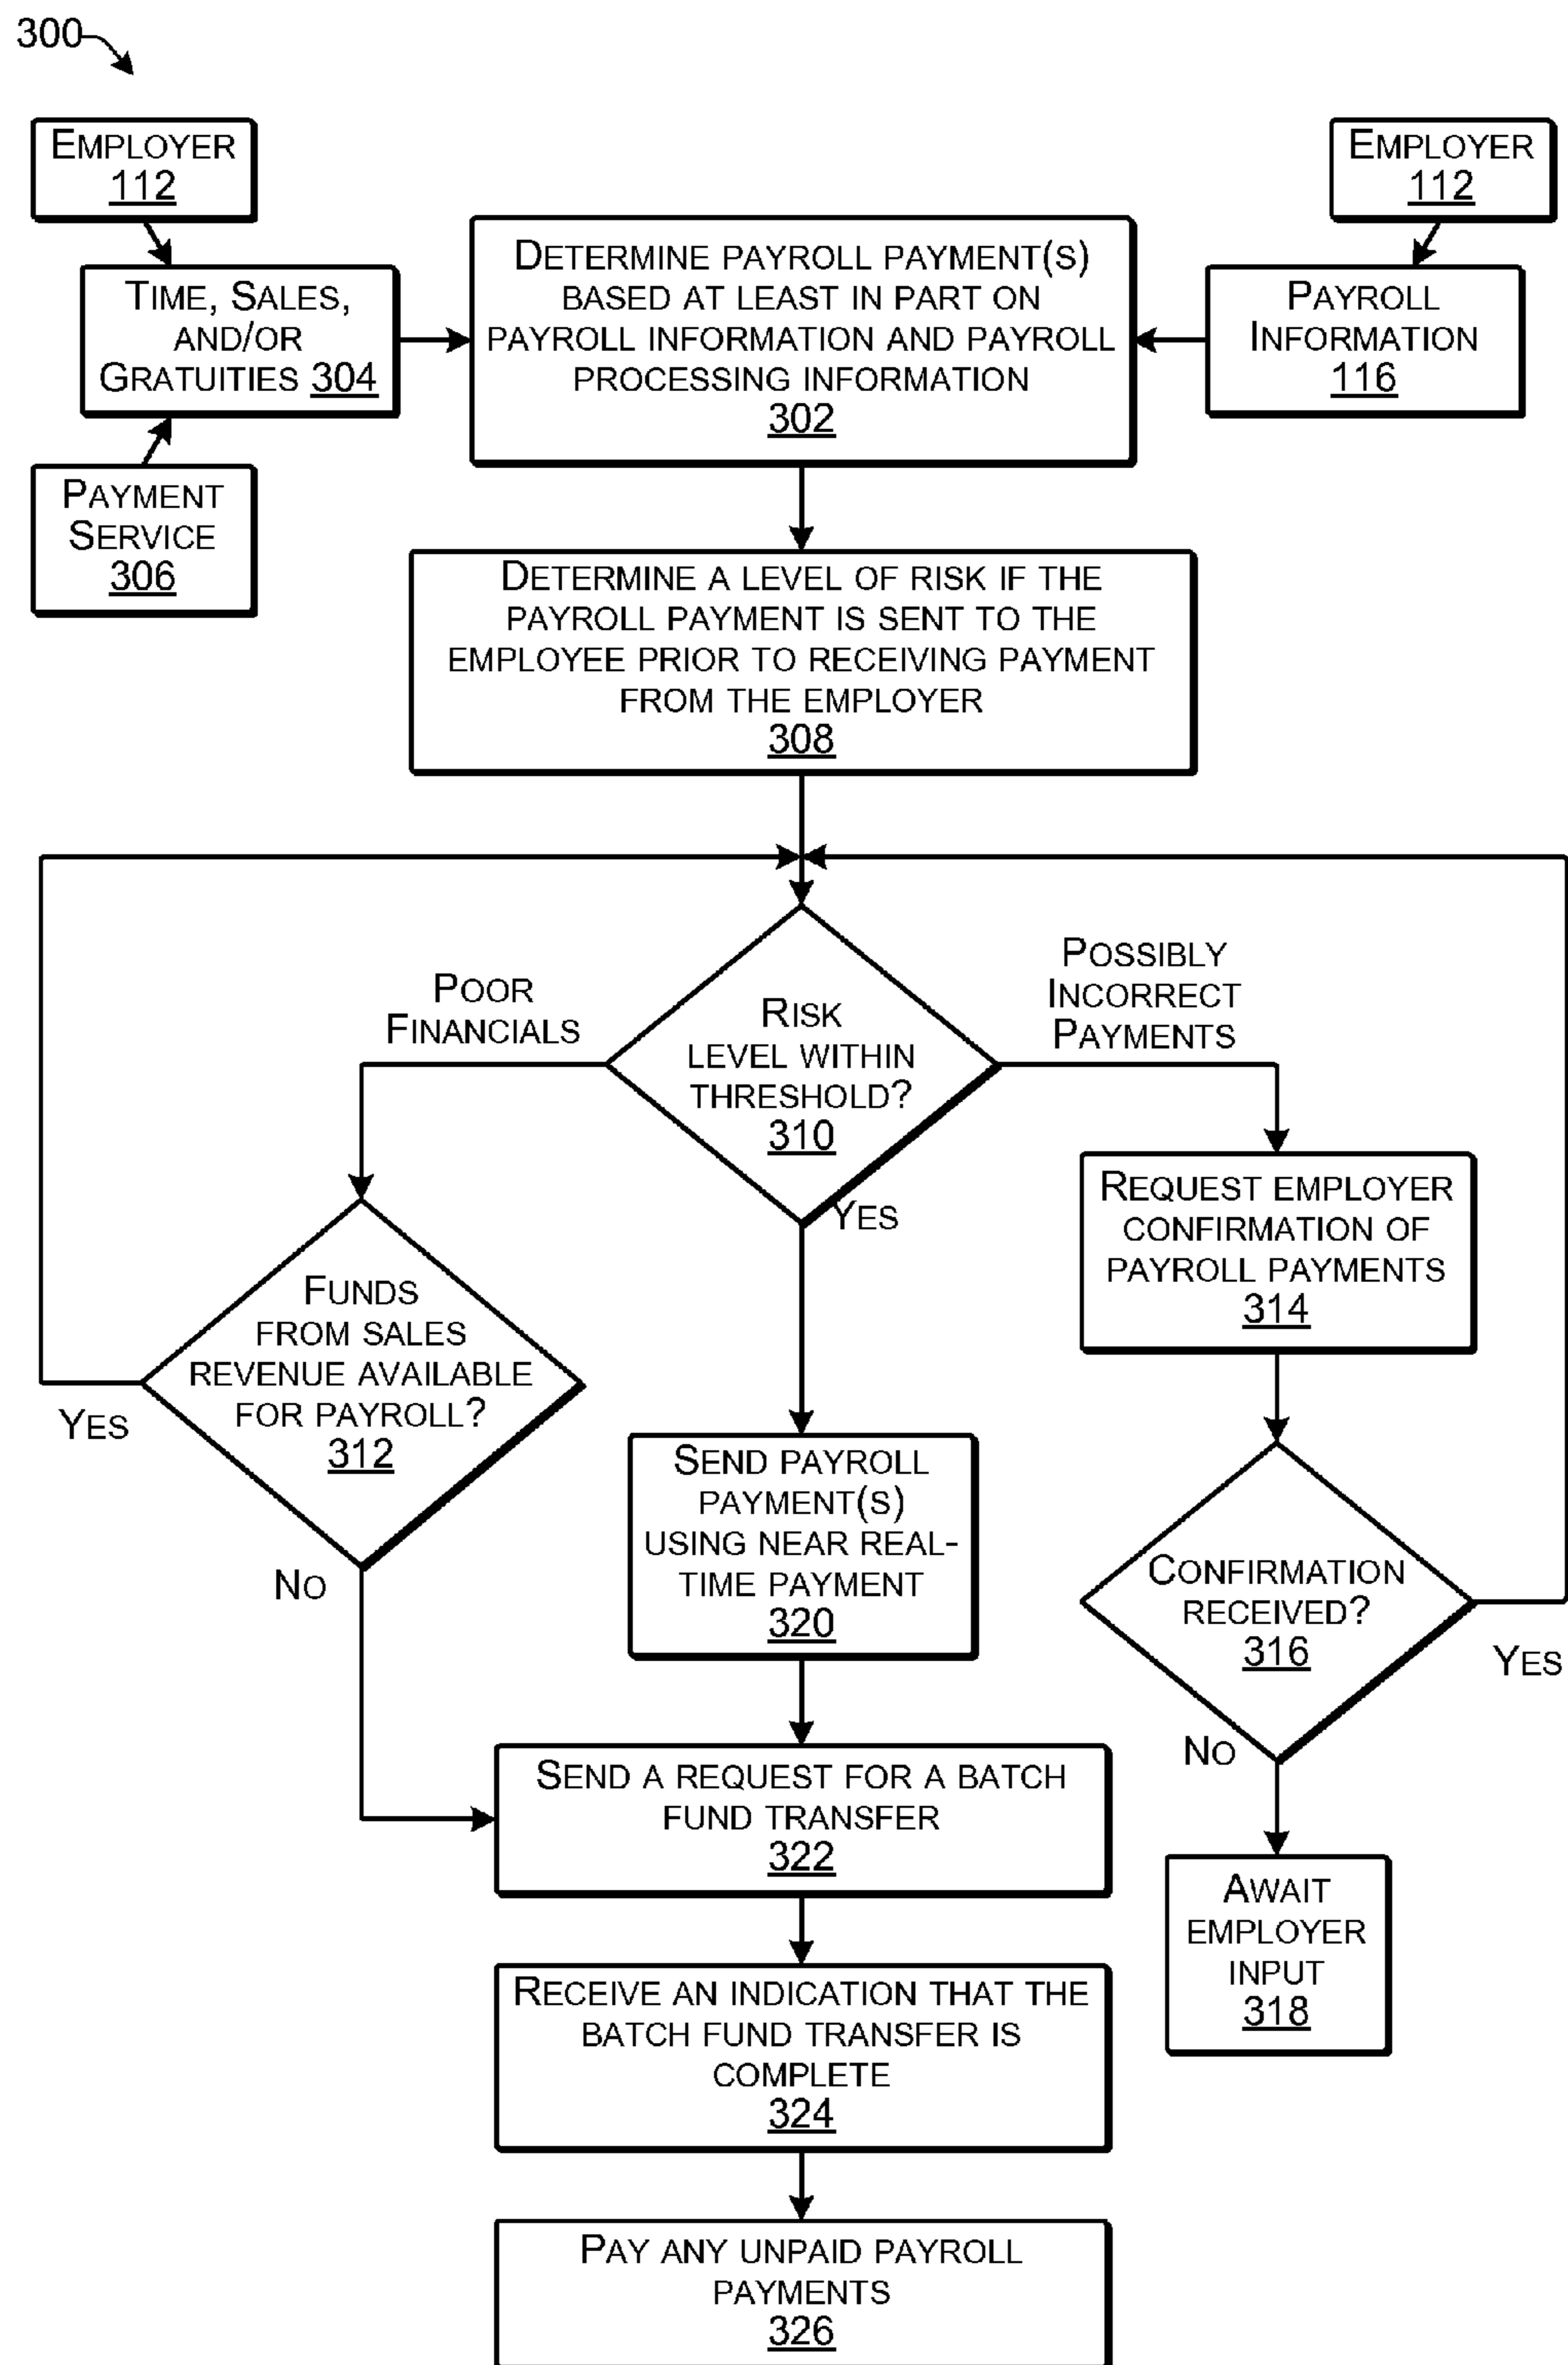 300
EMPLOYER
112
EMPLOYER
112
TIME, SALES,
AND/OR
GRATUITIES 304
DETERMINE PAYROLL PAYMENT(S)
BASED AT LEAST IN PART ON
PAYROLL INFORMATION AND PAYROLL
PROCESSING INFORMATION
302
PAYROLL
INFORMATION
116
PAYMENT
SERVICE
306
DETERMINE A LEVEL OF RISK IF THE
PAYROLL PAYMENT IS SENT TO THE
EMPLOYEE PRIOR TO RECEIVING PAYMENT
FROM THE EMPLOYER
308
POOR
FINANCIALS
RISK
LEVEL WITHIN
THRESHOLD?
310
POSSIBLY
INCORRECT
PAYMENTS
YES
REQUEST EMPLOYER
CONFIRMATION OF
PAYROLL PAYMENTS
314
FUNDS
FROM SALES
REVENUE AVAILABLE
FOR PAYROLL?
312
YES
NO
SEND PAYROLL
PAYMENT(S)
USING NEAR REAL-
TIME PAYMENT
320
CONFIRMATION
RECEIVED?
316
YES
NO
SEND A REQUEST FOR A BATCH
FUND TRANSFER
322
AWAIT
EMPLOYER
INPUT
318
RECEIVE AN INDICATION THAT THE
BATCH FUND TRANSFER IS
COMPLETE
324
PAY ANY UNPAID PAYROLL
PAYMENTS
326